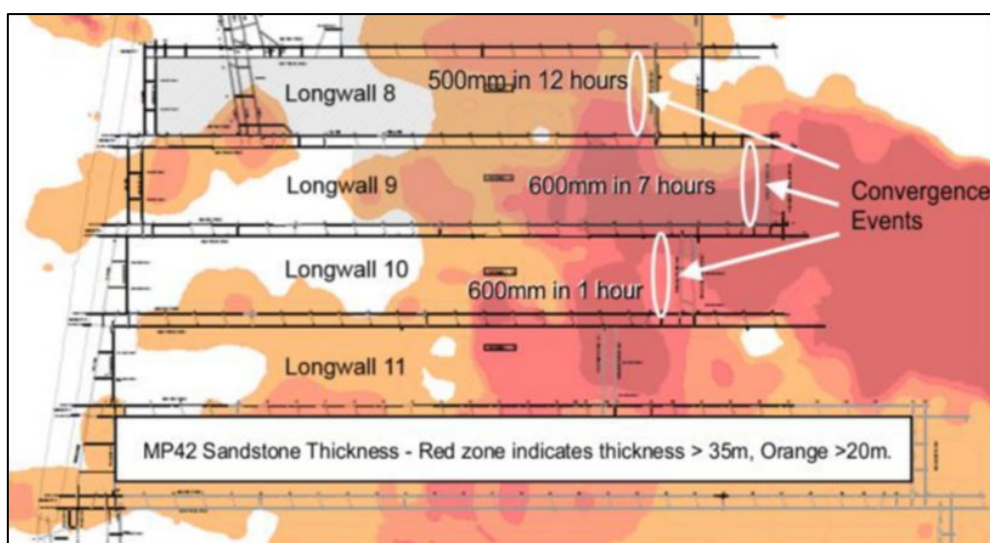 Longwall 8
500mm in 12 hours
Longwall 9
600mm in 7 hours
Convergence
Events
Longwall 10
600mm in 1 hour
Longwall 11
MP42 Sandstone Thickness - Red zone indicates thickness > 35m, Orange >20m.